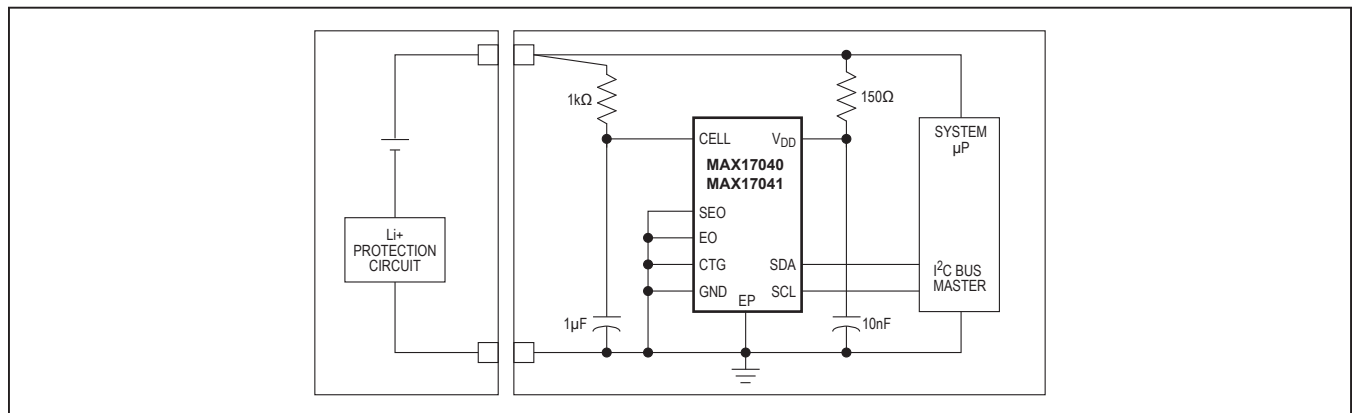 1kΩ
150Ω
CELL
VDD
SYSTEM
µP
MAX17040
MAX17041
SEO
Li+
PROTECTION
CIRCUIT
EO
CTG
SDA
I2C BUS
MASTER
GND
EP
SCL
1µF
10nF